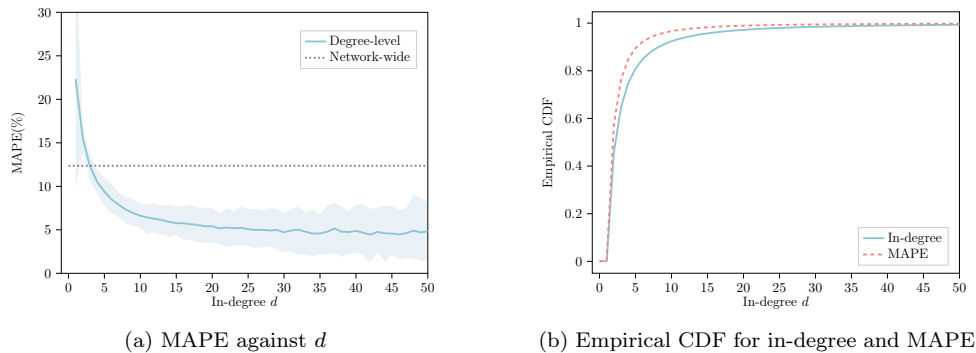 30
25
20
15
10
5
0
MAPE(%)
Degree-level
Network-wide
0 5 10 15 20 25 30 35 40 45 50
In-degree d
(a) MAPE against d
1
0.8
0.6
0.4
0.2
0
Empirical CDF
In-degree
MAPE
0 5 10 15 20 25 30 35 40 45 50
In-degree d
(b) Empirical CDF for in-degree and MAPE